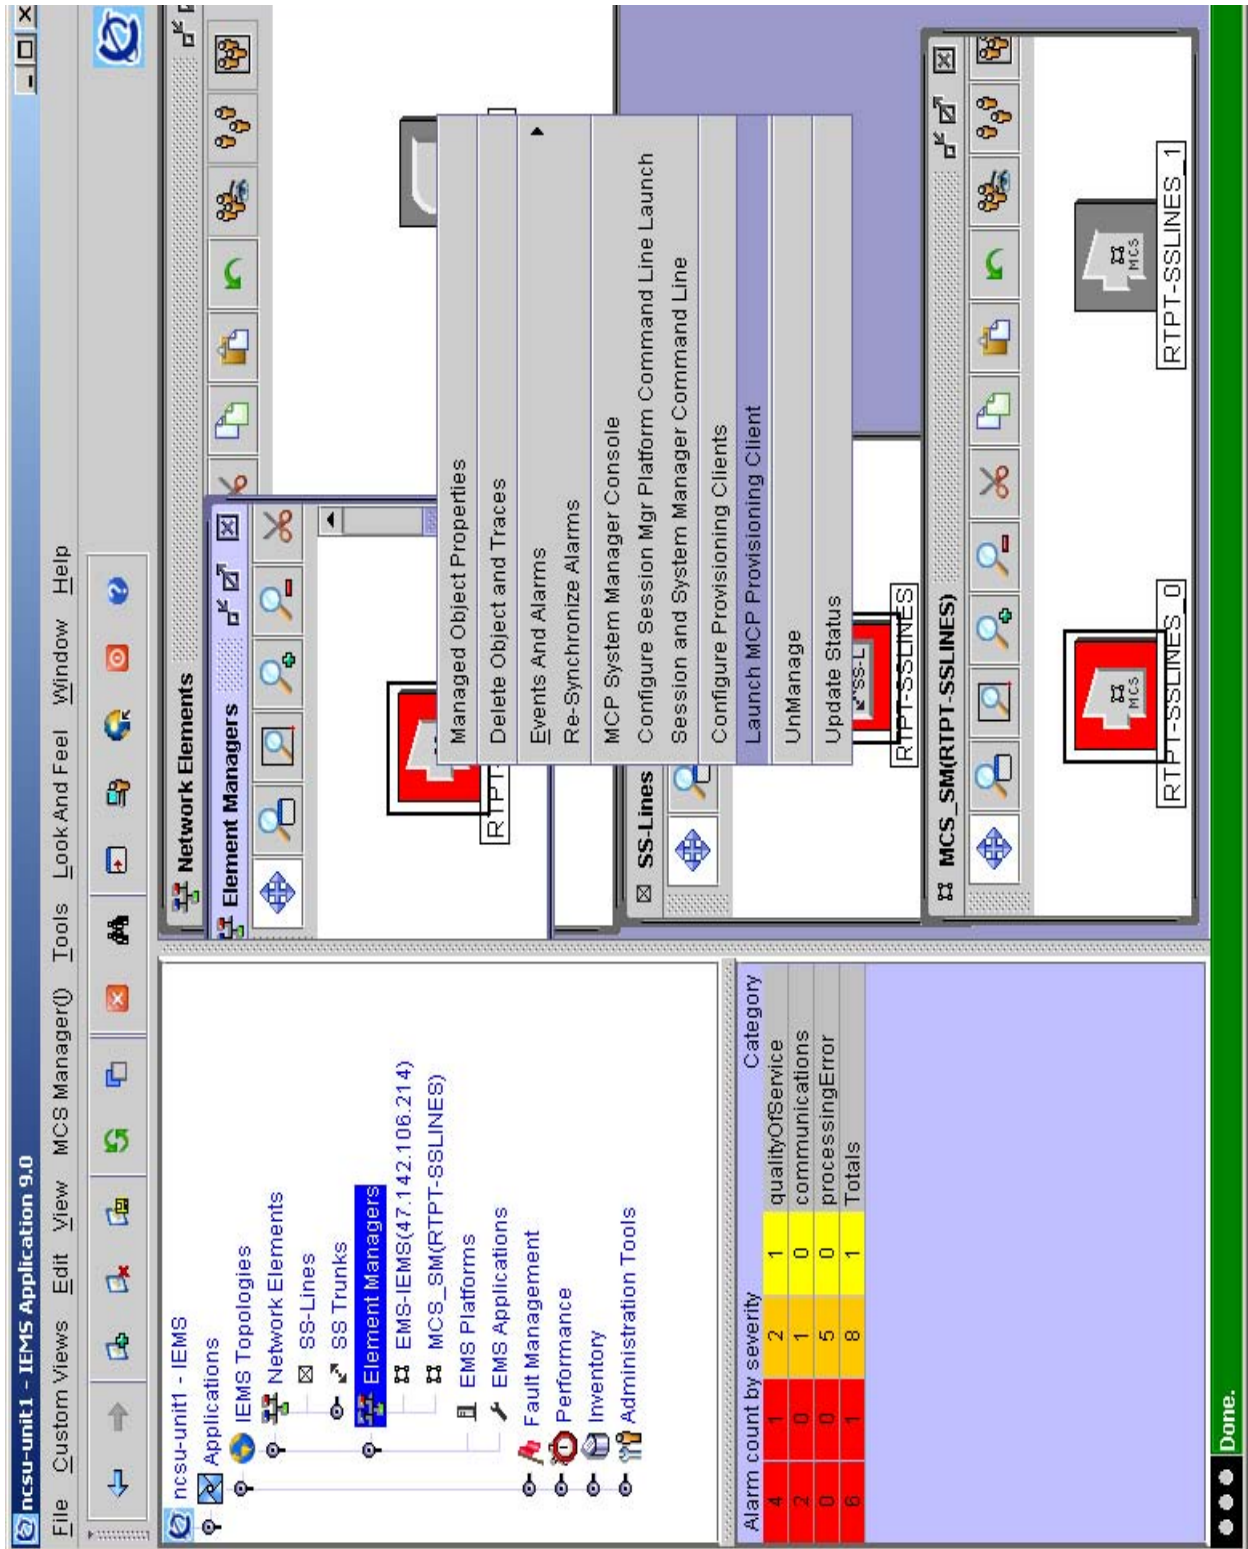 ncsu-unit1 - IEMS Application 9.0
File Custom Views Edit View MCS Manager() Tools Look And Feel Window Help
ncsu-unit1 - IEMS
Applications
IEMS Topologies
Network Elements
SS-Lines
SS Trunks
Element Managers
EMS-IEMS(47.142.106.214)
MCS_SM(RTPT-SSLINES)
EMS Platforms
EMS Applications
Fault Management
Performance
Inventory
Administration Tools
Alarm count by severity Category
4 1 2 1 qualityOfService
2 0 1 0 communications
0 0 5 0 processingError
6 1 8 1 Totals
Network Elements
Element Managers
RTPT-
Managed Object Properties
Delete Object and Traces
Events And Alarms
Re-Synchronize Alarms
MCP System Manager Console
Configure Session Mgr Platform Command Line Launch
Session and System Manager Command Line
Configure Provisioning Clients
Launch MCP Provisioning Client
UnManage
Update Status
SS-Lines
SS-L
RTPT-SSLINES
MCS_SM(RTPT-SSLINES)
MCS
RTPT-SSLINES_0
MCS
RTPT-SSLINES_1
Done.